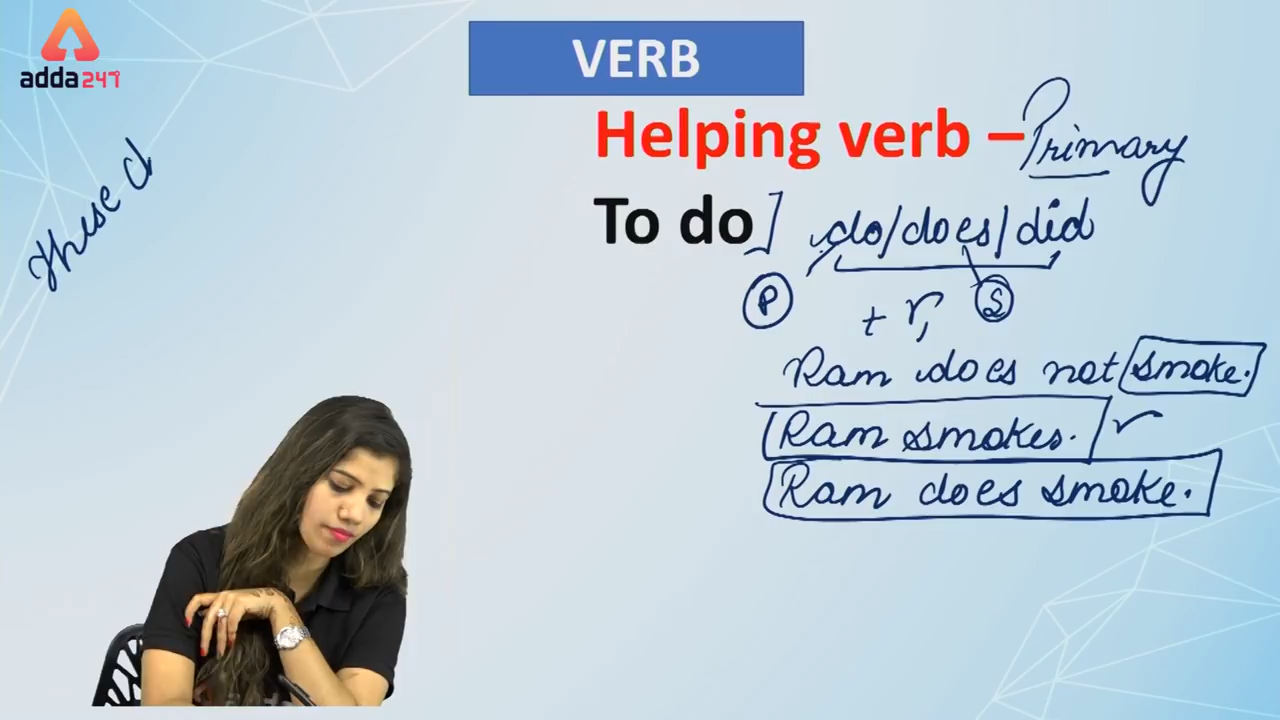 adda247
VERB
Helping verb – Primary
To do] do/does/did
P
S
+ V₁
Ram does not smoke.
Ram smokes.
Ram does smoke.
These d